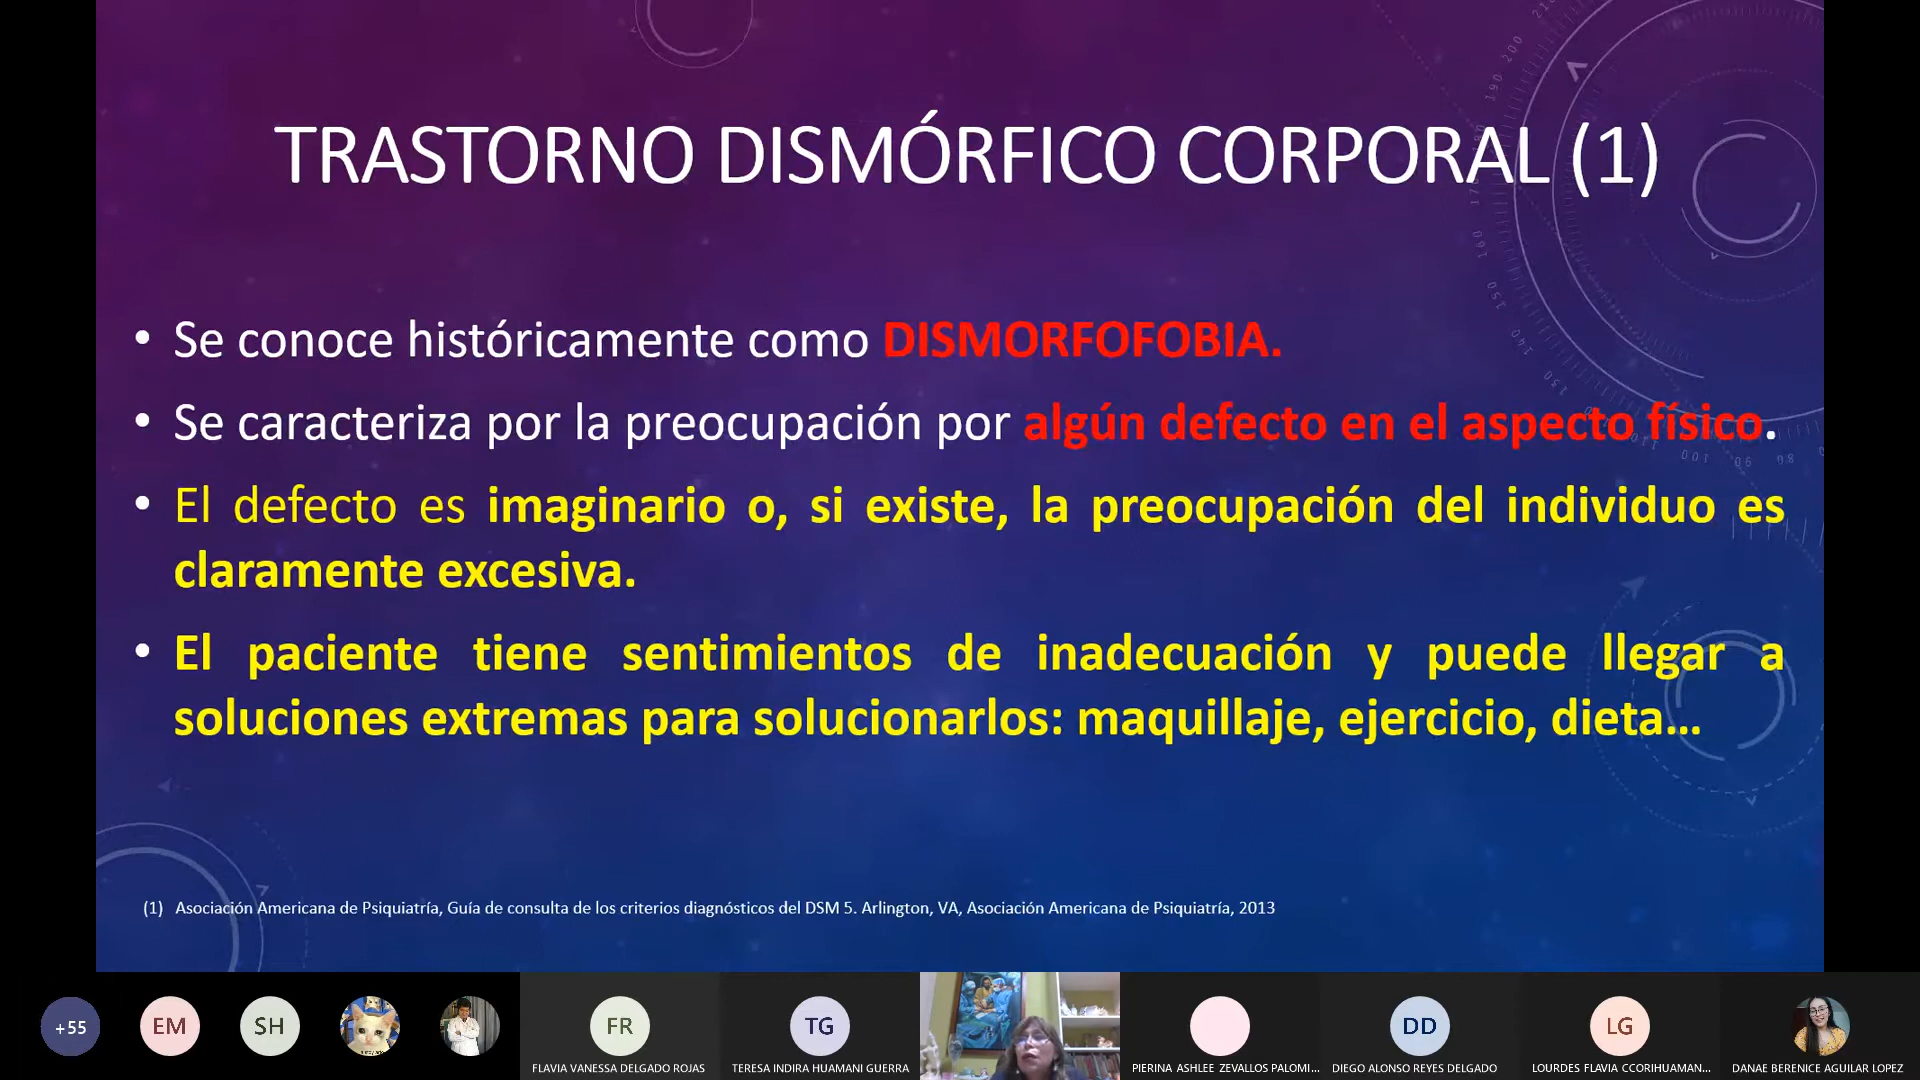 TRASTORNO DISMÓRFICO CORPORAL (1)
• Se conoce históricamente como DISMORFOFOBIA.
• Se caracteriza por la preocupación por algún defecto en el aspecto físico.
• El defecto es imaginario o, si existe, la preocupación del individuo es
claramente excesiva.
• El paciente tiene sentimientos de inadecuación y puede llegar a
soluciones extremas para solucionarlos: maquillaje, ejercicio, dieta...
(1) Asociación Americana de Psiquiatría, Guía de consulta de los criterios diagnósticos del DSM 5. Arlington, VA, Asociación Americana de Psiquiatría, 2013
+55
EM
SH
FR
TG
DD
LG
FLAVIA VANESSA DELGADO ROJAS
TERESA INDIRA HUAMANI GUERRA
PIERINA ASHLEE ZEVALLOS PALOMI...
DIEGO ALONSO REYES DELGADO
LOURDES FLAVIA CCORIHUAMAN...
DANAE BERENICE AGUILAR LOPEZ